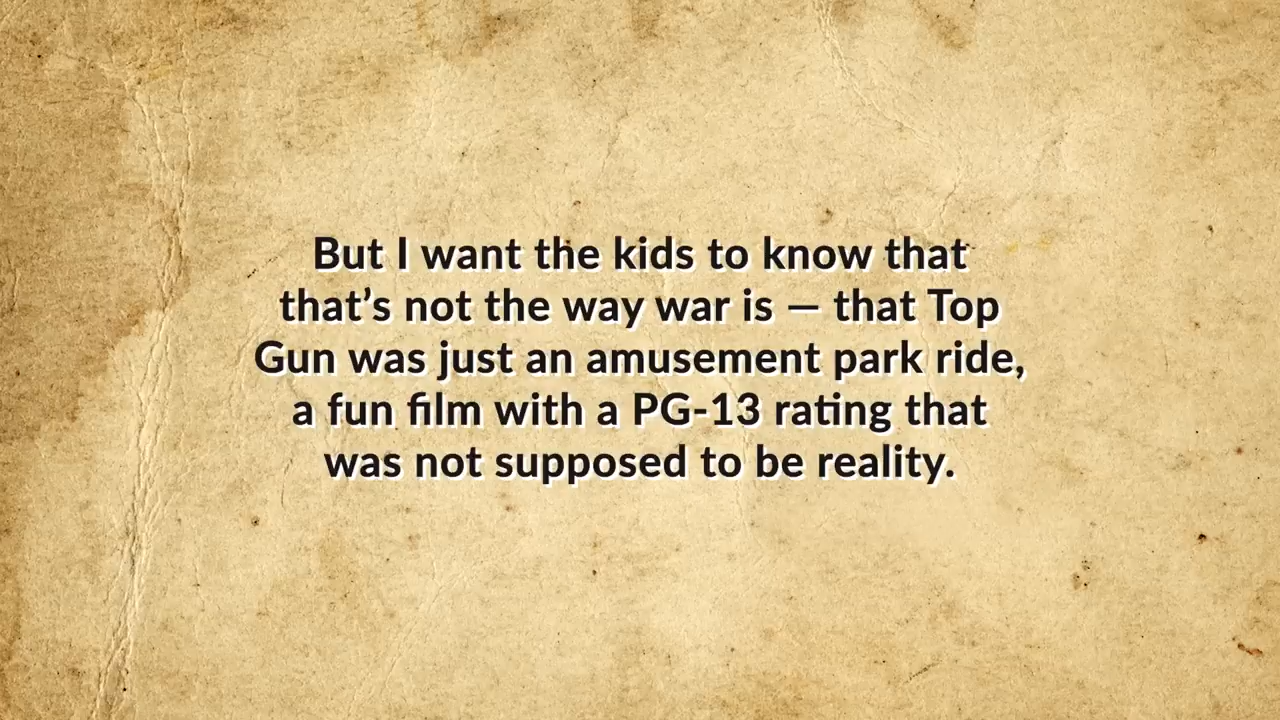 But I want the kids to know that
that’s not the way war is — that Top
Gun was just an amusement park ride,
a fun film with a PG-13 rating that
was not supposed to be reality.